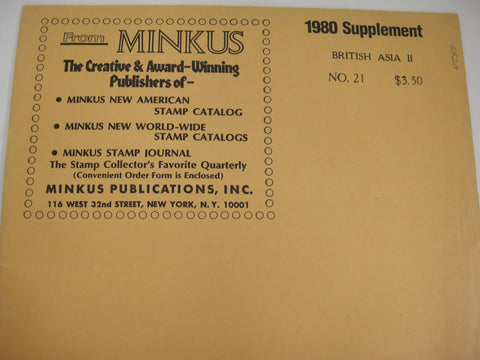 From MINKUS
The Creative & Award-Winning
Publishers of-
• MINKUS NEW AMERICAN
STAMP CATALOG
• MINKUS NEW WORLD-WIDE
STAMP CATALOGS
• MINKUS STAMP JOURNAL
The Stamp Collector's Favorite Quarterly
(Convenient Order Form is Enclosed)
MINKUS PUBLICATIONS, INC.
116 WEST 32nd STREET, NEW YORK, N. Y. 10001
1980 Supplement
BRITISH ASIA II
NO. 21 $3.50